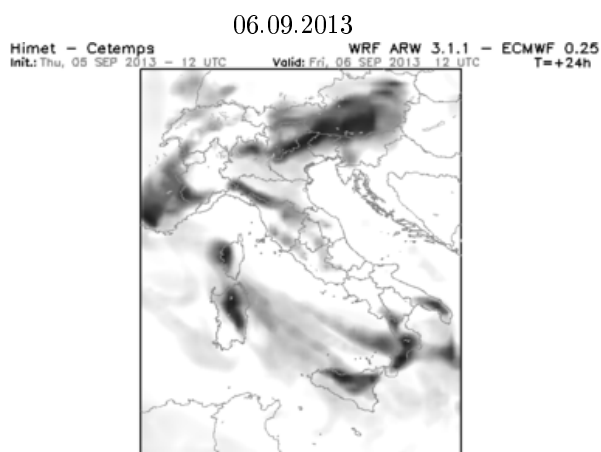 06.09.2013
Himet - Cetemps WRF ARW 3.1.1 - ECMWF 0.25
Init.: Thu, 05 SEP 2013 - 12 UTC Valid: Fri, 06 SEP 2013 12 UTC T=+24h